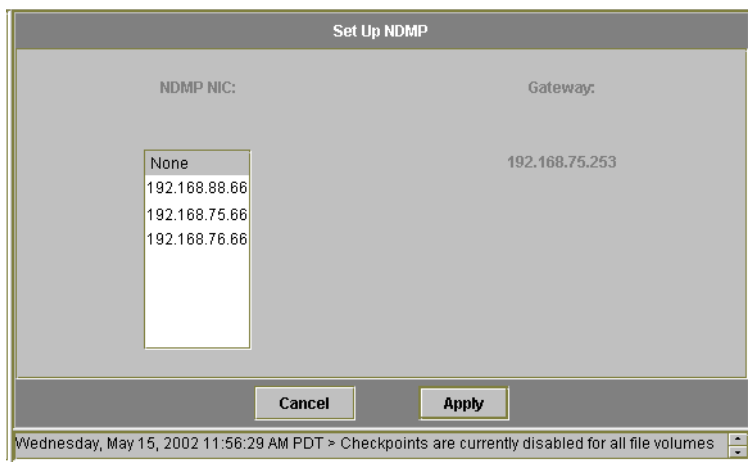 Set Up NDMP
NDMP NIC:
Gateway:
None
192.168.75.253
192.168.88.66
192.168.75.66
192.168.76.66
Cancel
Apply
Wednesday, May 15, 2002 11:56:29 AM PDT > Checkpoints are currently disabled for all file volumes